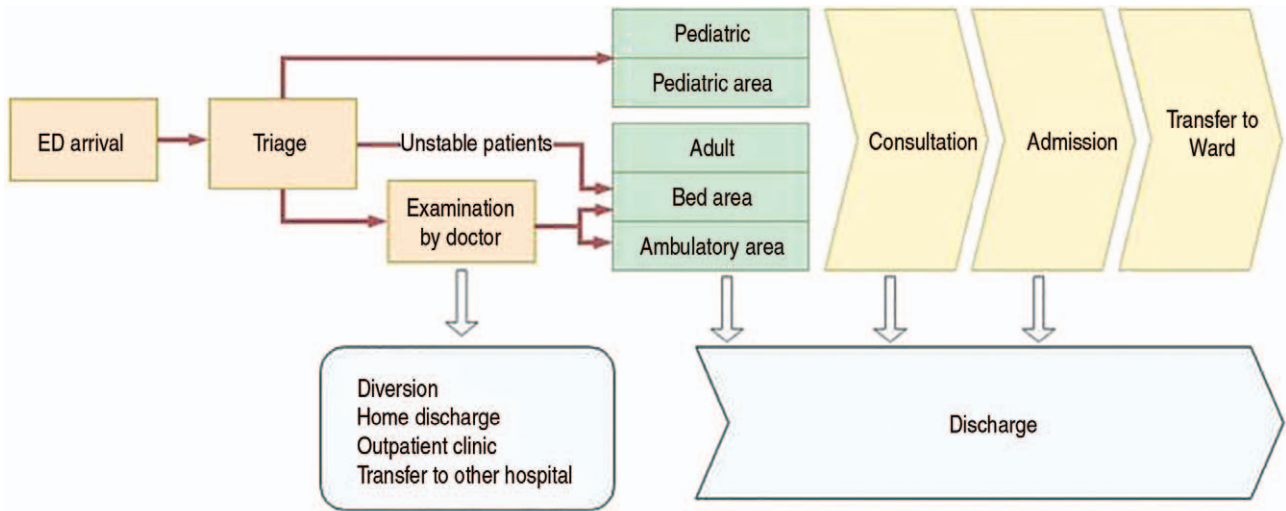 Pediatric
Pediatric area
ED arrival
Triage
Unstable patients
Examination
by doctor
Adult
Bed area
Ambulatory area
Consultation
Admission
Transfer to
Ward
Diversion
Home discharge
Outpatient clinic
Transfer to other hospital
Discharge